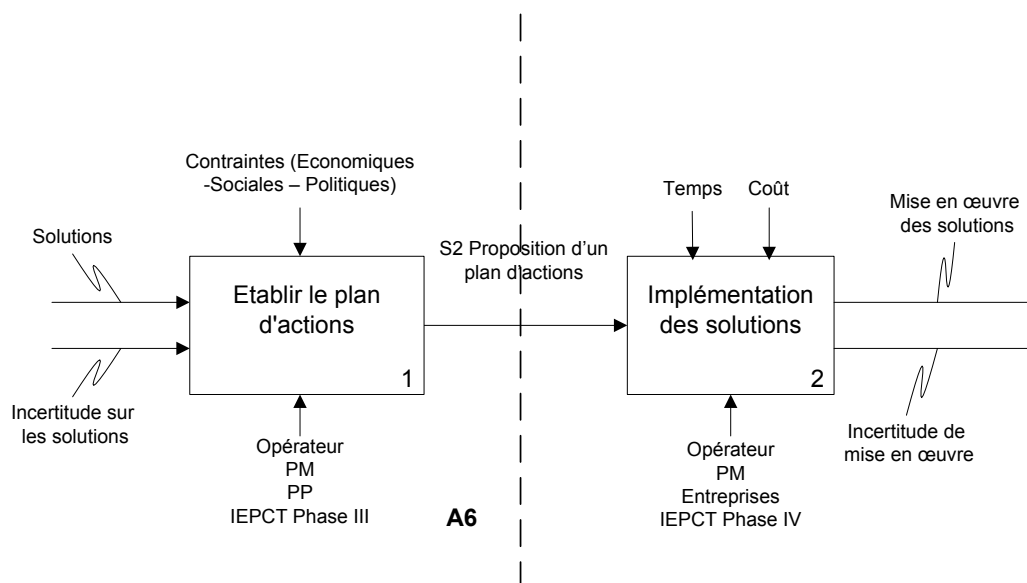 Contraintes (Economiques
-Sociales – Politiques)
Solutions
Etablir le plan
d'actions
1
Incertitude sur
les solutions
Opérateur
PM
PP
IEPCT Phase III
A6
S2 Proposition d'un
plan d'actions
Temps
Coût
Implémentation
des solutions
2
Mise en œuvre
des solutions
Opérateur
PM
Entreprises
IEPCT Phase IV
Incertitude de
mise en œuvre